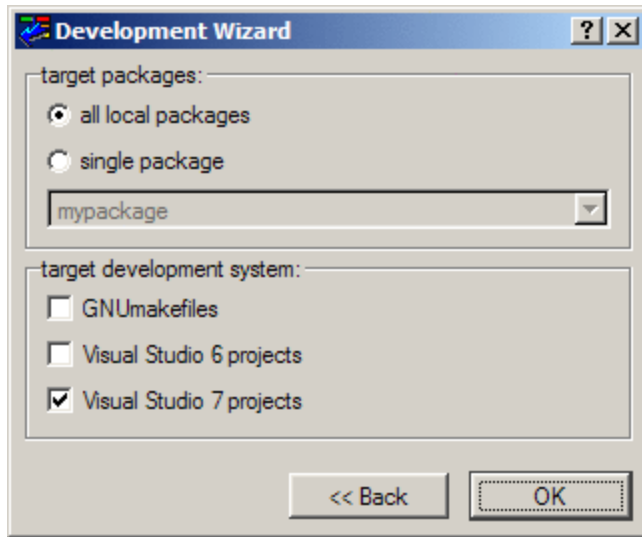 Development Wizard
target packages:
all local packages
single package
mypackage
target development system:
GNUmakefiles
Visual Studio 6 projects
Visual Studio 7 projects
<< Back OK